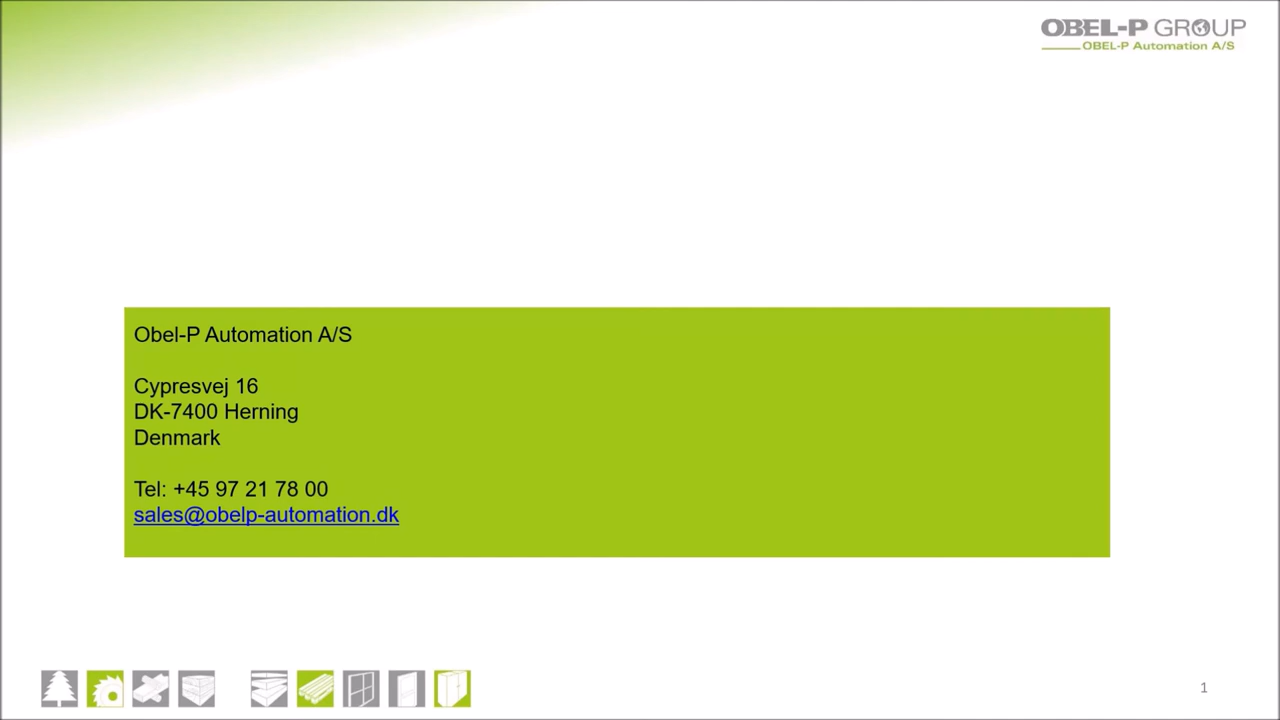 OBEL-P GROUP
OBEL-P Automation A/S
Obel-P Automation A/S
Cypresvej 16
DK-7400 Herning
Denmark
Tel: +45 97 21 78 00
sales@obelp-automation.dk
1